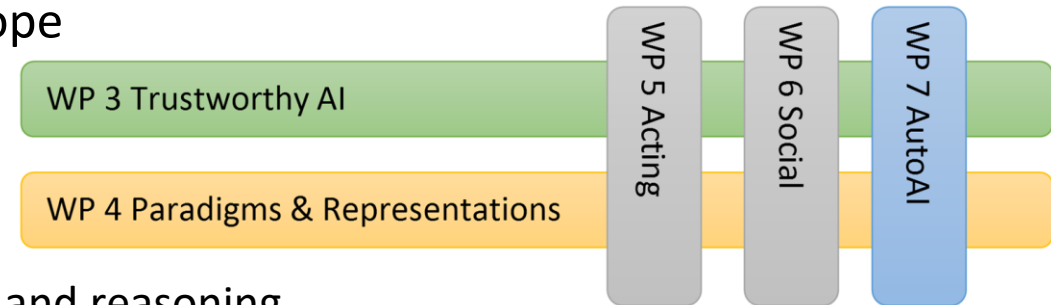 ope
WP 3 Trustworthy AI
WP 4 Paradigms & Representations
WP 5 Acting
WP 6 Social
WP 7 AutoAI
and reasoning